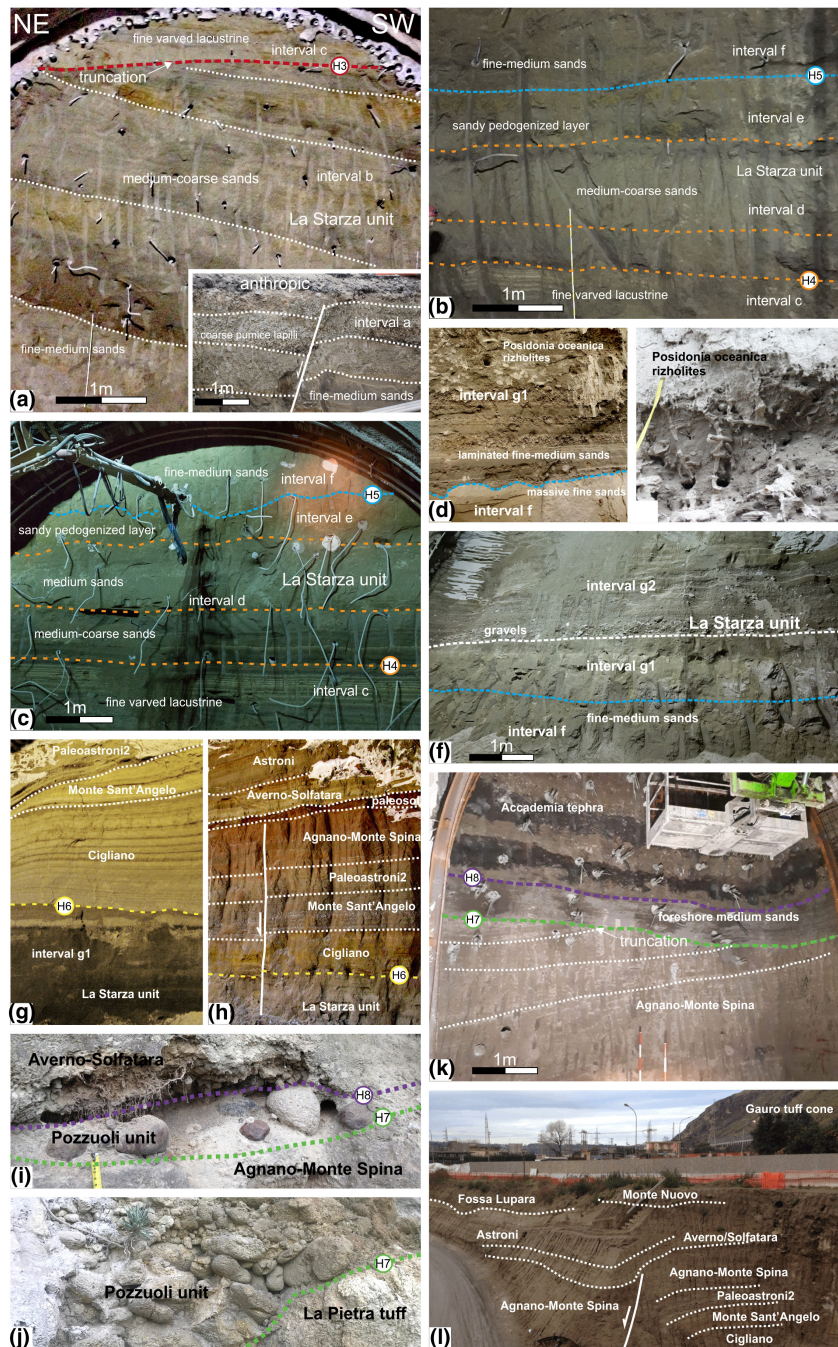 NE
SW
fine varved lacustrine
interval c
H3
truncation
medium-coarse sands
interval b
La Starza unit
anthropic
coarse pumice lapilli
interval a
fine-medium sands
fine-medium sands
1m
1m
(a)
fine-medium sands
interval f
H5
sandy pedogenized layer
interval e
La Starza unit
medium-coarse sands
interval d
H4
1m
fine varved lacustrine
interval c
(b)
fine-medium sands
interval f
H5
interval e
sandy pedogenized layer
La Starza unit
medium sands
interval d
medium-coarse sands
H4
1m
interval c
fine varved lacustrine
(c)
Posidonia oceanica
rizholites
interval g1
laminated fine-medium sands
massive fine sands
interval f
(d)
Posidonia oceanica
rizholites
interval g2
La Starza unit
gravels
interval g1
fine-medium sands
interval f
1m
(f)
Paleoastroni2
Monte Sant'Angelo
Cigliano
H6
interval g1
La Starza unit
(g)
Astroni
Averno-Solfatara
paleosol
Agnano-Monte Spina
Paleoastroni2
Monte Sant'Angelo
Cigliano
H6
La Starza unit
(h)
Averno-Solfatara
H8
Pozzuoli unit
H7
Agnano-Monte Spina
(i)
H7
Pozzuoli unit
La Pietra tuff
(j)
Accademia tephra
H8
foreshore medium sands
H7
truncation
Agnano-Monte Spina
1m
(k)
Gauro tuff cone
Fossa Lupara
Monte Nuovo
Astroni
Averno/Solfatara
Agnano-Monte Spina
Paleoastroni2
Agnano-Monte Spina
Monte Sant'Angelo
Cigliano
(l)